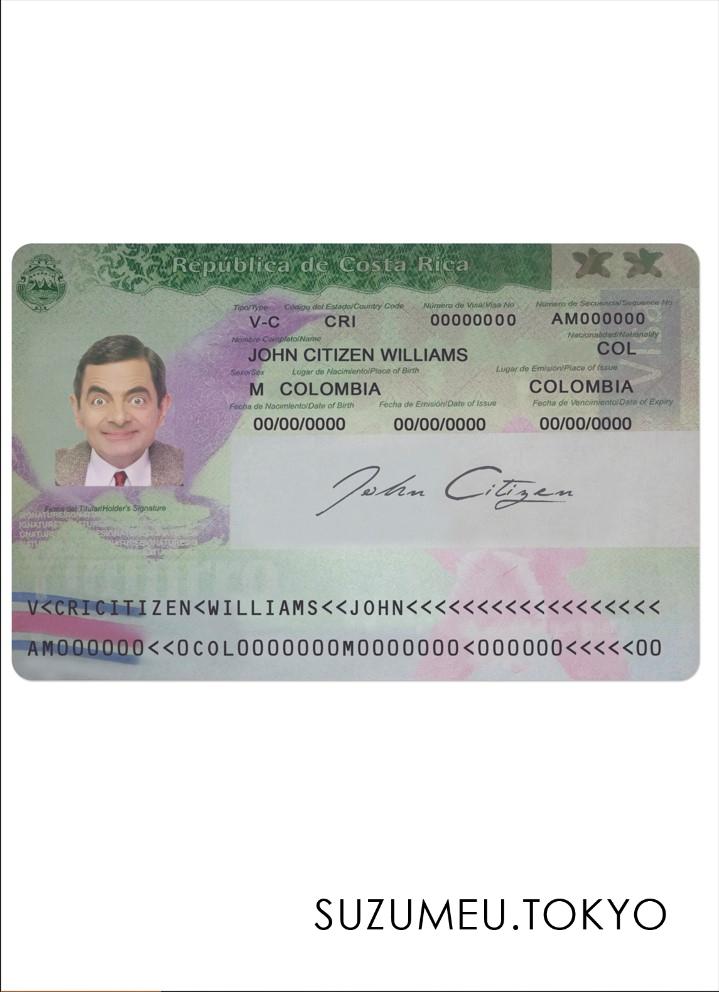 República de Costa Rica
Tipo/Type Código del Estado/Country Code Número de Visa/Visa No Número de Secuencia/Sequence No
V-C CRI 00000000 AM000000
Nombre Completo/Name Nacionalidad/Nationality
JOHN CITIZEN WILLIAMS COL
Sexo/Sex Lugar de Nacimiento/Place of Birth Lugar de Emisión/Place of Issue
M COLOMBIA COLOMBIA
Fecha de Nacimiento/Date of Birth Fecha de Emisión/Date of Issue Fecha de Vencimiento/Date of Expiry
00/00/0000 00/00/0000 00/00/0000
John Citizen
Firma del Titular/Holder's Signature
V<CRICITIZEN<WILLIAMS<<JOHN<<<<<<<<<<<<<<<<<<
AM000000<<0COL0000000M0000000<000000<<<<<00
SUZUMEU.TOKYO